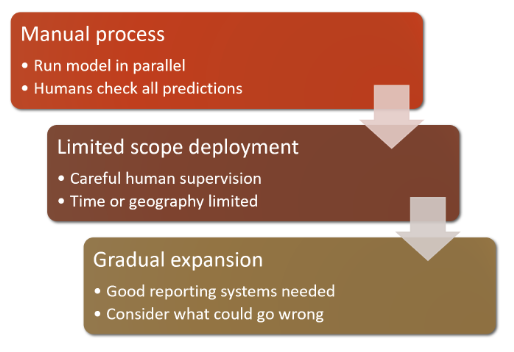 Manual process
• Run model in parallel
• Humans check all predictions
Limited scope deployment
• Careful human supervision
• Time or geography limited
Gradual expansion
• Good reporting systems needed
• Consider what could go wrong